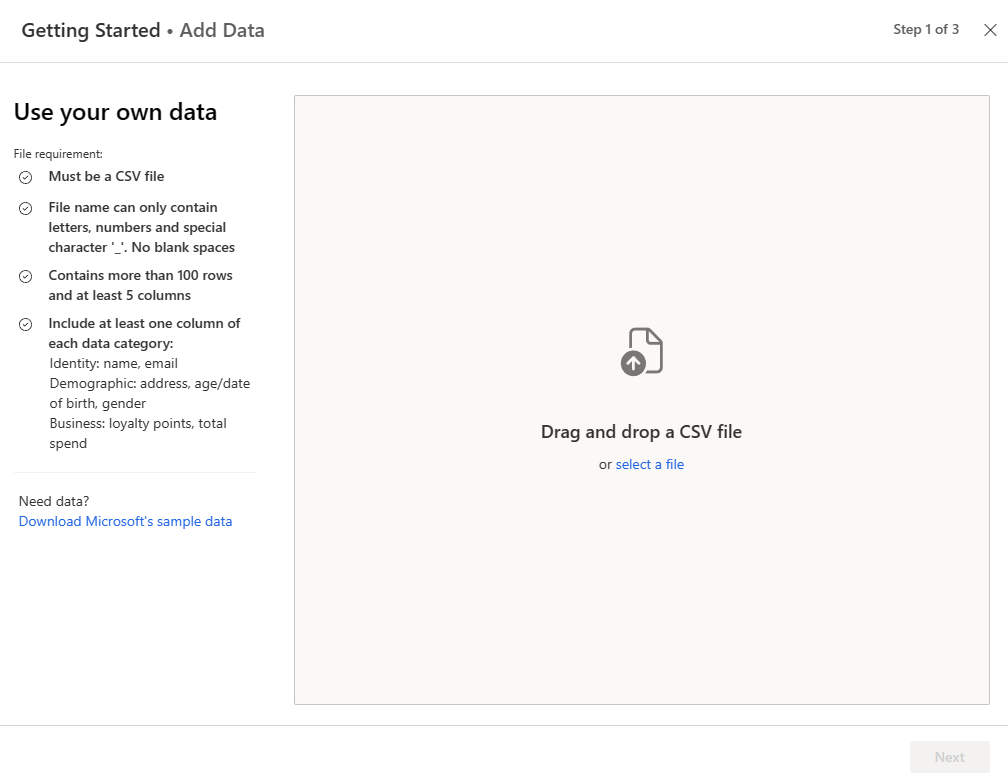 Getting Started • Add Data
Step 1 of 3
Use your own data
File requirement:
Must be a CSV file
File name can only contain
letters, numbers and special
character '_'. No blank spaces
Contains more than 100 rows
and at least 5 columns
Include at least one column of
each data category:
Identity: name, email
Demographic: address, age/date
of birth, gender
Business: loyalty points, total
spend
Need data?
Download Microsoft's sample data
Drag and drop a CSV file
or select a file
Next